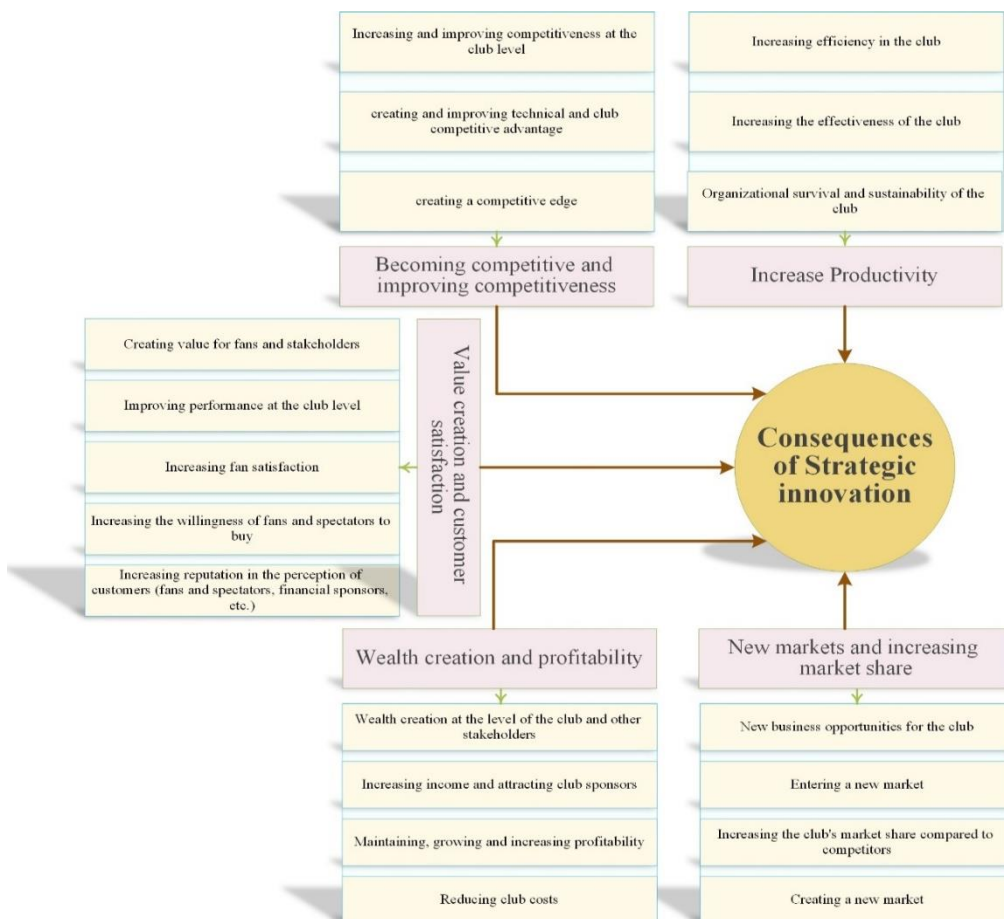 Increasing and improving competitiveness at the
club level
creating and improving technical and club
competitive advantage
creating a competitive edge
Becoming competitive and
improving competitiveness
Increasing efficiency in the club
Increasing the effectiveness of the club
Organizational survival and sustainability of the
club
Increase Productivity
Creating value for fans and stakeholders
Improving performance at the club level
Increasing fan satisfaction
Increasing the willingness of fans and spectators to
buy
Increasing reputation in the perception of
customers (fans and spectators, financial sponsors,
etc.)
Value creation and customer
satisfaction
Consequences
of Strategic
innovation
Wealth creation and profitability
Wealth creation at the level of the club and other
stakeholders
Increasing income and attracting club sponsors
Maintaining, growing and increasing profitability
Reducing club costs
New markets and increasing
market share
New business opportunities for the club
Entering a new market
Increasing the club's market share compared to
competitors
Creating a new market